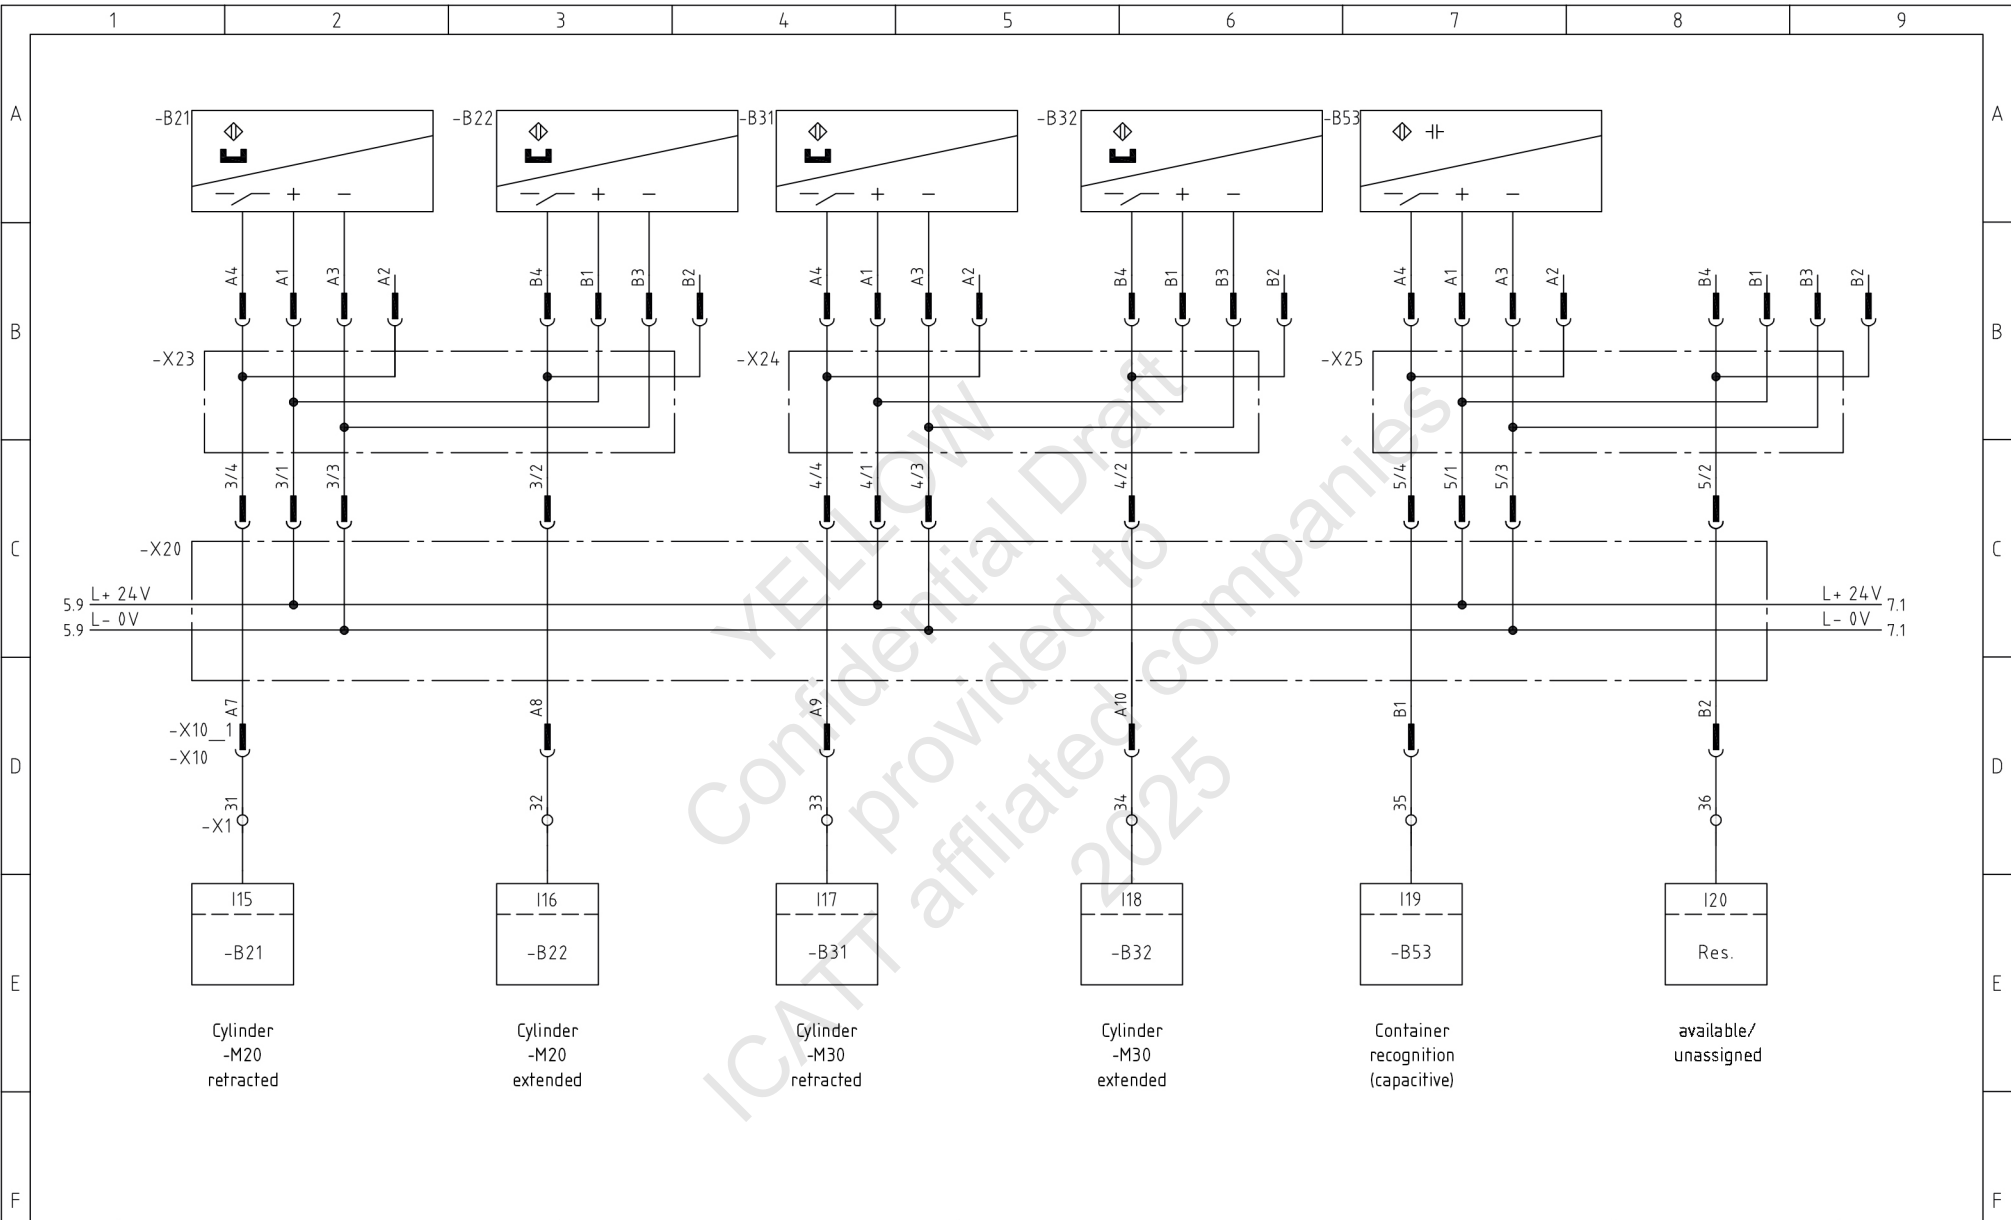 1 2 3 4 5 6 7 8 9
A A
-B21 -B22 -B31 -B32 -B53
+ − + − + − + − + −
A4 A1 A3 A2 B4 B1 B3 B2 A4 A1 A3 A2 B4 B1 B3 B2 A4 A1 A3 A2 B4 B1 B3 B2
B B
-X23 -X24 -X25
3/4 3/1 3/3 3/2 4/4 4/1 4/3 4/2 5/4 5/1 5/3 5/2
C C
-X20
5.9 L+ 24V L+ 24V 7.1
5.9 L- 0V L- 0V 7.1
A7 A8 A9 A10 B1 B2
-X10__1
-X10
D D
31 32 33 34 35 36
-X1
I15 I16 I17 I18 I19 I20
-B21 -B22 -B31 -B32 -B53 Res.
E E
Cylinder
-M20
retracted
Cylinder
-M20
extended
Cylinder
-M30
retracted
Cylinder
-M30
extended
Container
recognition
(capacitive)
available/
unassigned
F F
YELLOW
Confidential Draft
provided to
ICATT affliated companies
2025